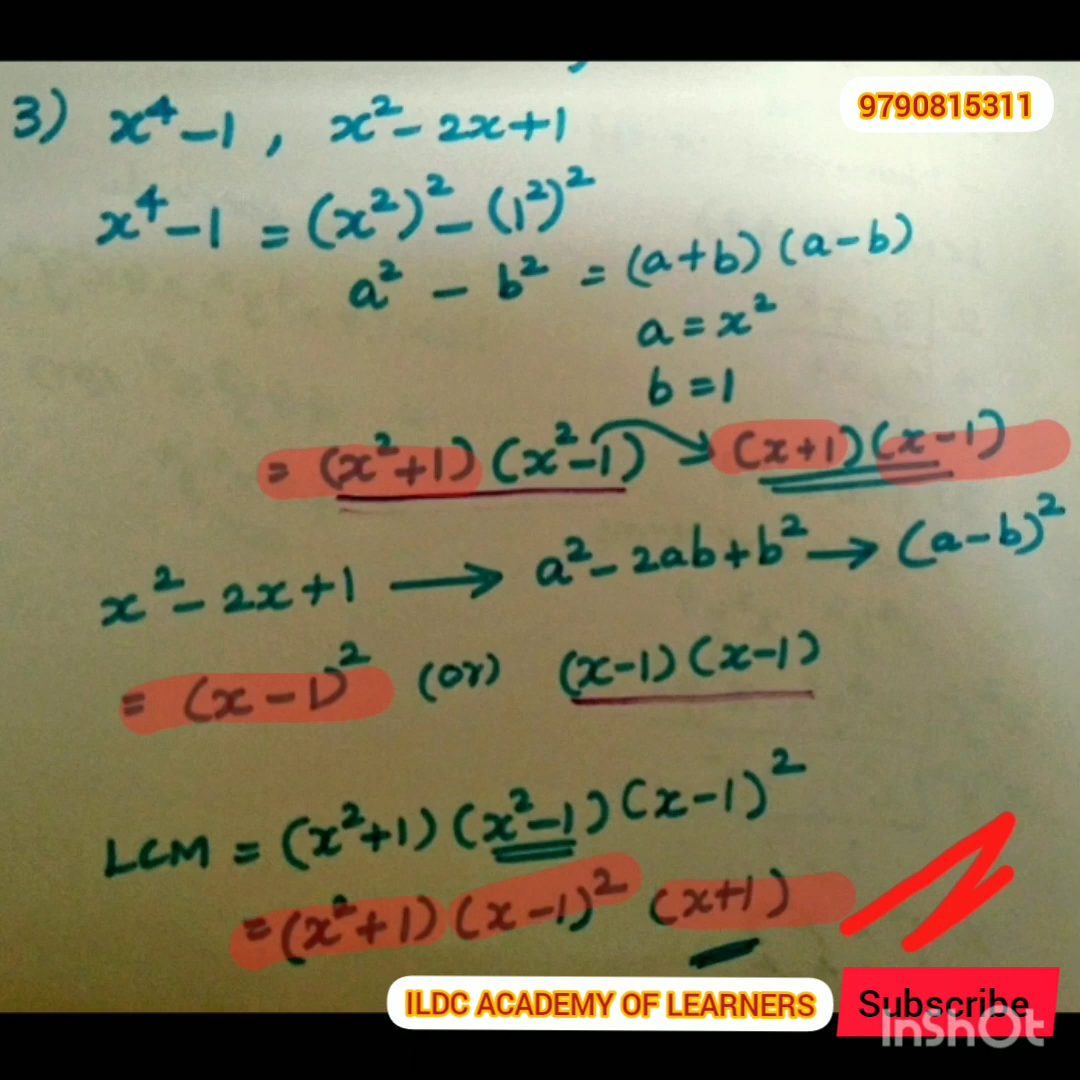 9790815311
3) x⁴-1, x²-2x+1
x⁴-1 = (x²)²-(1²)²
a² - b² = (a+b)(a-b)
a = x²
b = 1
= (x²+1)(x²-1) → (x+1)(x-1)
x²-2x+1 → a²-2ab+b² → (a-b)²
= (x-1)² (or) (x-1)(x-1)
LCM = (x²+1)(x²-1)(x-1)²
= (x²+1)(x-1)² (x+1)
ILDC ACADEMY OF LEARNERS
Subscribe
InShOt